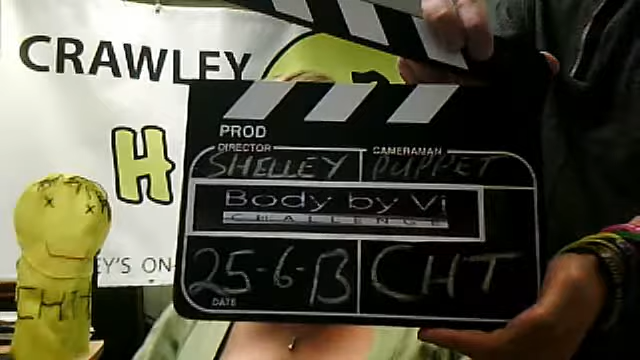 CRAWLEY
H
EY'S ON-
CHT
PROD
DIRECTOR
CAMERAMAN
SHELLEY
PUPPET
Body by Vi
CHALLENGE
25-6-13
CHT
DATE